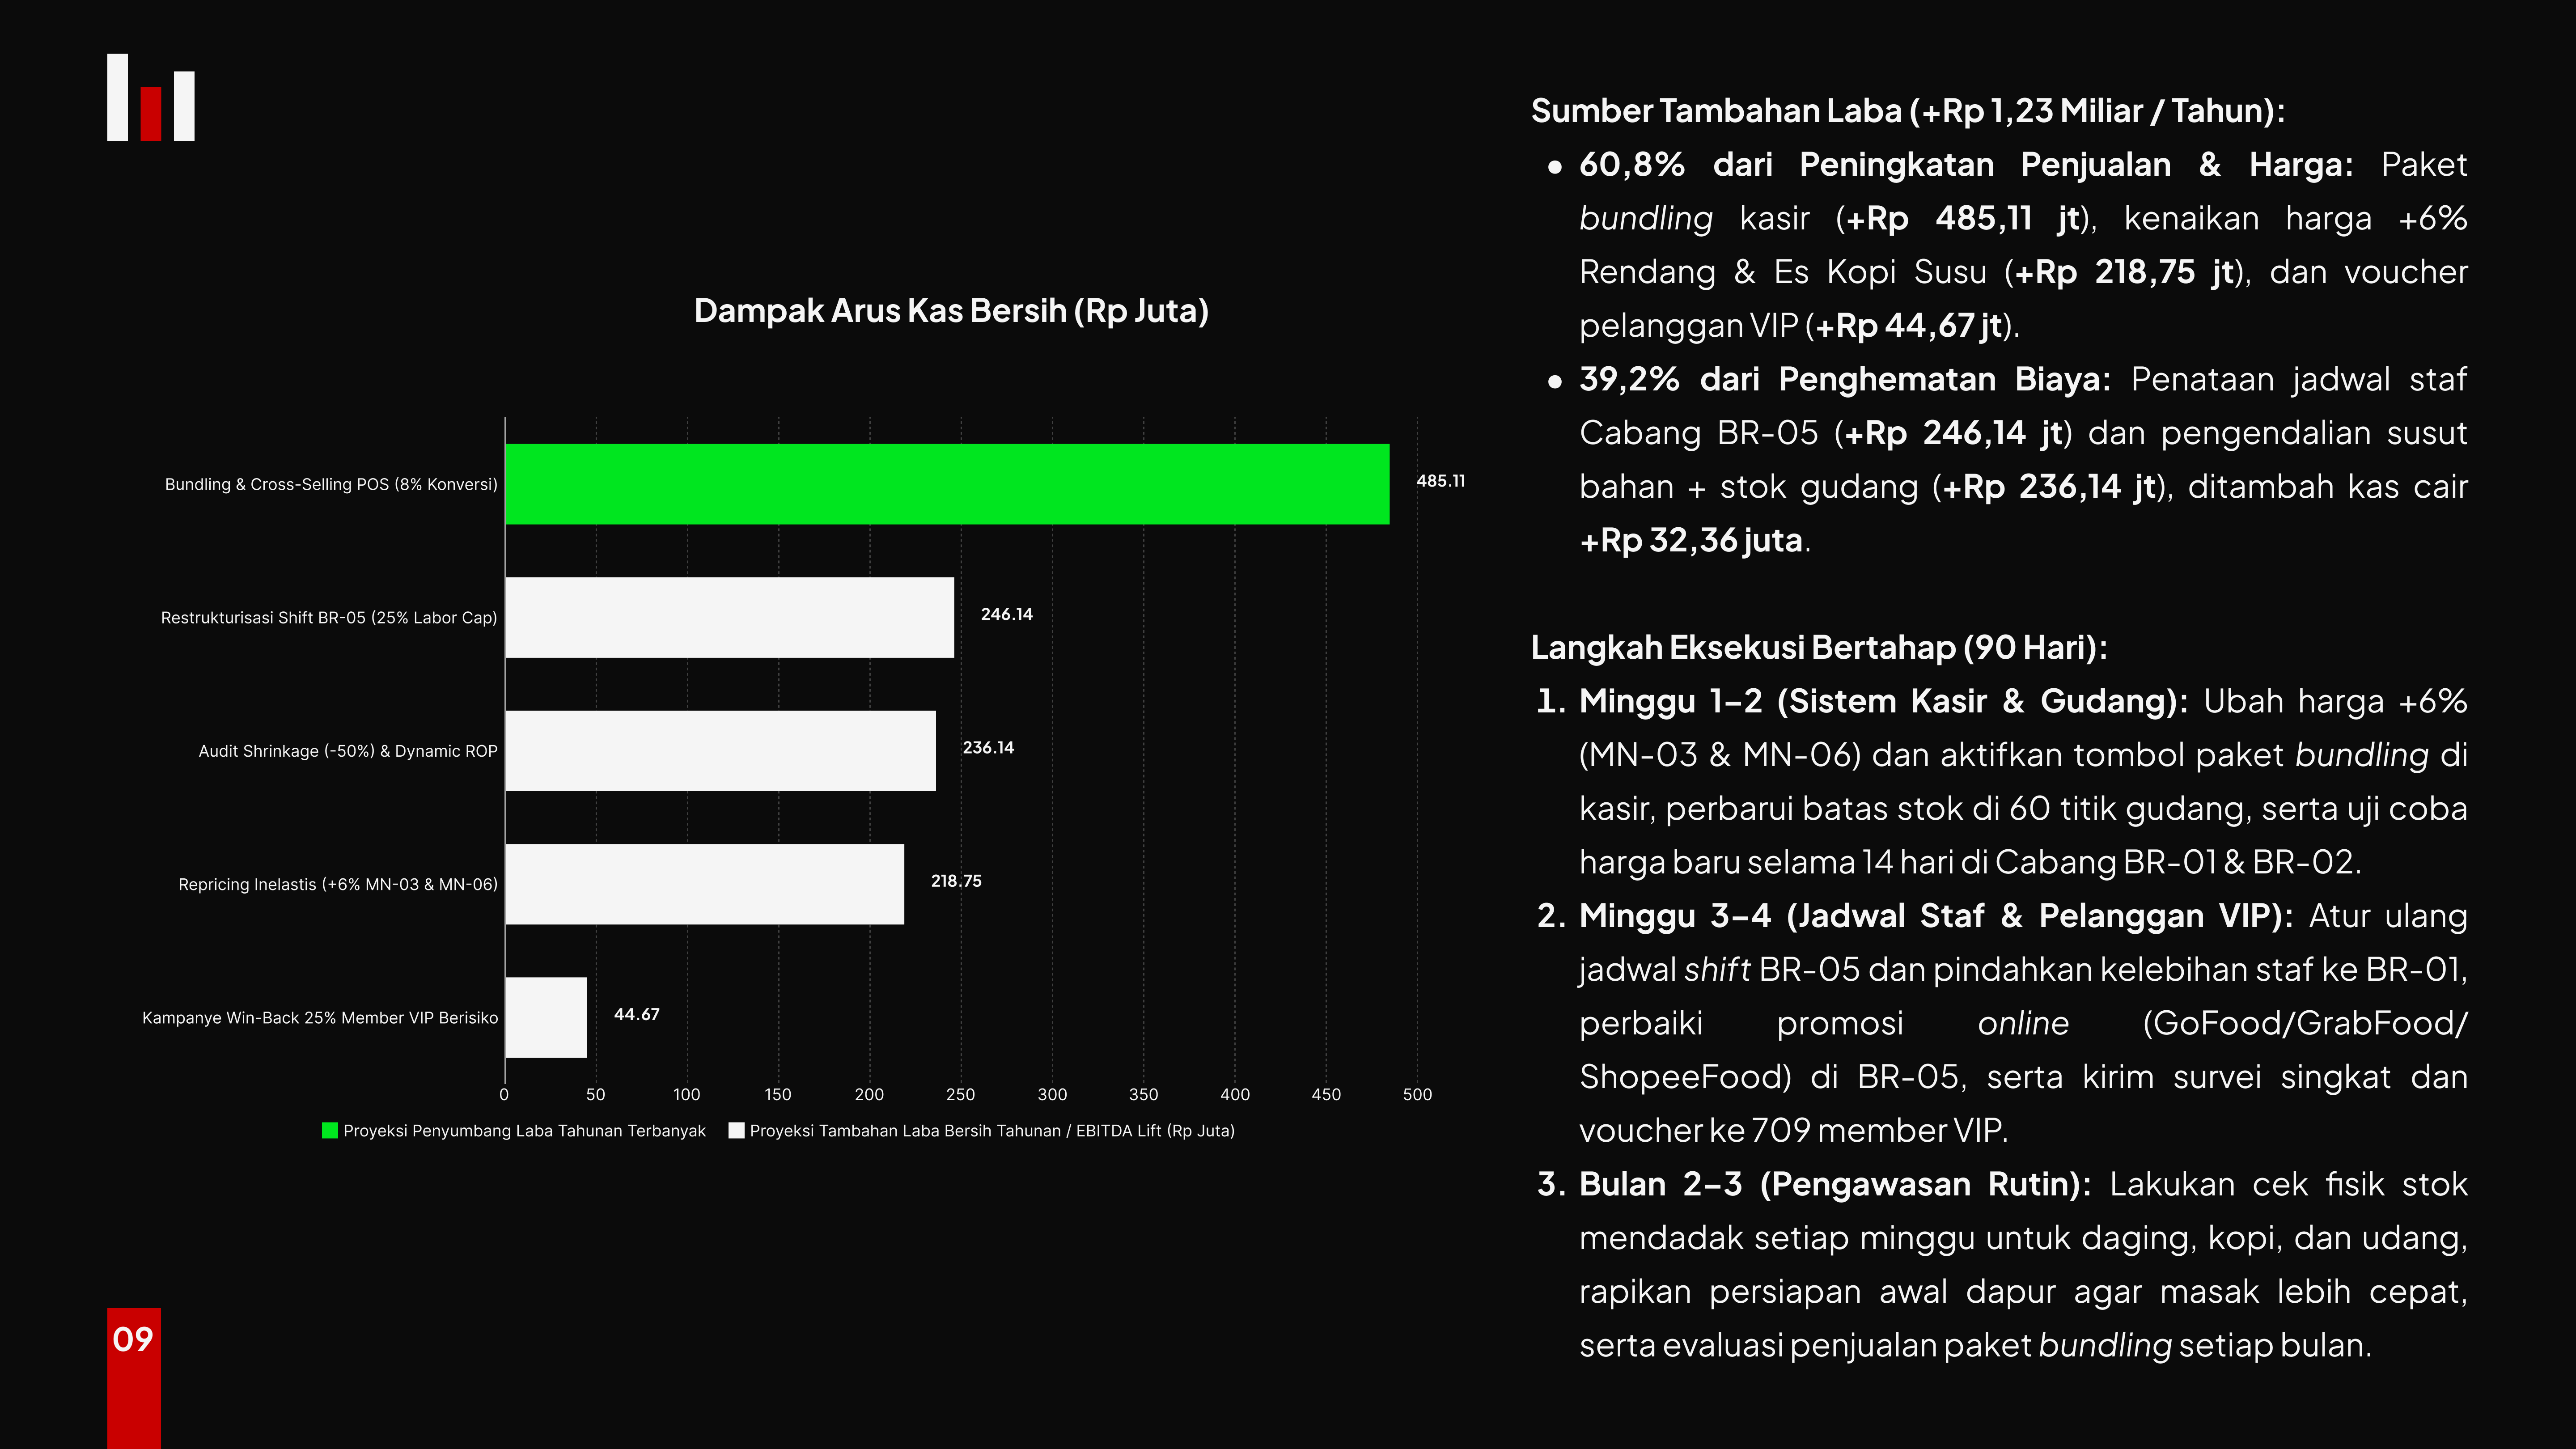 Dampak Arus Kas Bersih (Rp Juta)
Bundling & Cross-Selling POS (8% Konversi)
485.11
Restrukturisasi Shift BR-05 (25% Labor Cap)
246.14
Audit Shrinkage (-50%) & Dynamic ROP
236.14
Repricing Inelastis (+6% MN-03 & MN-06)
218.75
Kampanye Win-Back 25% Member VIP Berisiko
44.67
0 50 100 150 200 250 300 350 400 450 500
Proyeksi Penyumbang Laba Tahunan Terbanyak
Proyeksi Tambahan Laba Bersih Tahunan / EBITDA Lift (Rp Juta)
09
Sumber Tambahan Laba (+Rp 1,23 Miliar / Tahun):
• 60,8% dari Peningkatan Penjualan & Harga: Paket
bundling kasir (+Rp 485,11 jt), kenaikan harga +6%
Rendang & Es Kopi Susu (+Rp 218,75 jt), dan voucher
pelanggan VIP (+Rp 44,67 jt).
• 39,2% dari Penghematan Biaya: Penataan jadwal staf
Cabang BR-05 (+Rp 246,14 jt) dan pengendalian susut
bahan + stok gudang (+Rp 236,14 jt), ditambah kas cair
+Rp 32,36 juta.
Langkah Eksekusi Bertahap (90 Hari):
1. Minggu 1–2 (Sistem Kasir & Gudang): Ubah harga +6%
(MN-03 & MN-06) dan aktifkan tombol paket bundling di
kasir, perbarui batas stok di 60 titik gudang, serta uji coba
harga baru selama 14 hari di Cabang BR-01 & BR-02.
2. Minggu 3–4 (Jadwal Staf & Pelanggan VIP): Atur ulang
jadwal shift BR-05 dan pindahkan kelebihan staf ke BR-01,
perbaiki promosi online (GoFood/GrabFood/
ShopeeFood) di BR-05, serta kirim survei singkat dan
voucher ke 709 member VIP.
3. Bulan 2–3 (Pengawasan Rutin): Lakukan cek fisik stok
mendadak setiap minggu untuk daging, kopi, dan udang,
rapikan persiapan awal dapur agar masak lebih cepat,
serta evaluasi penjualan paket bundling setiap bulan.